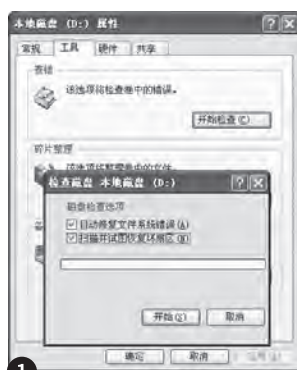 本地磁盘 (D:) 属性
常规 工具 硬件 共享
查错
该选项将检查卷中的错误。
开始检查(C)...
碎片整理
检查磁盘 本地磁盘 (D:)
磁盘检查选项
自动修复文件系统错误(A)
扫描并试图恢复坏扇区(N)
开始(S) 取消
确定 取消
1